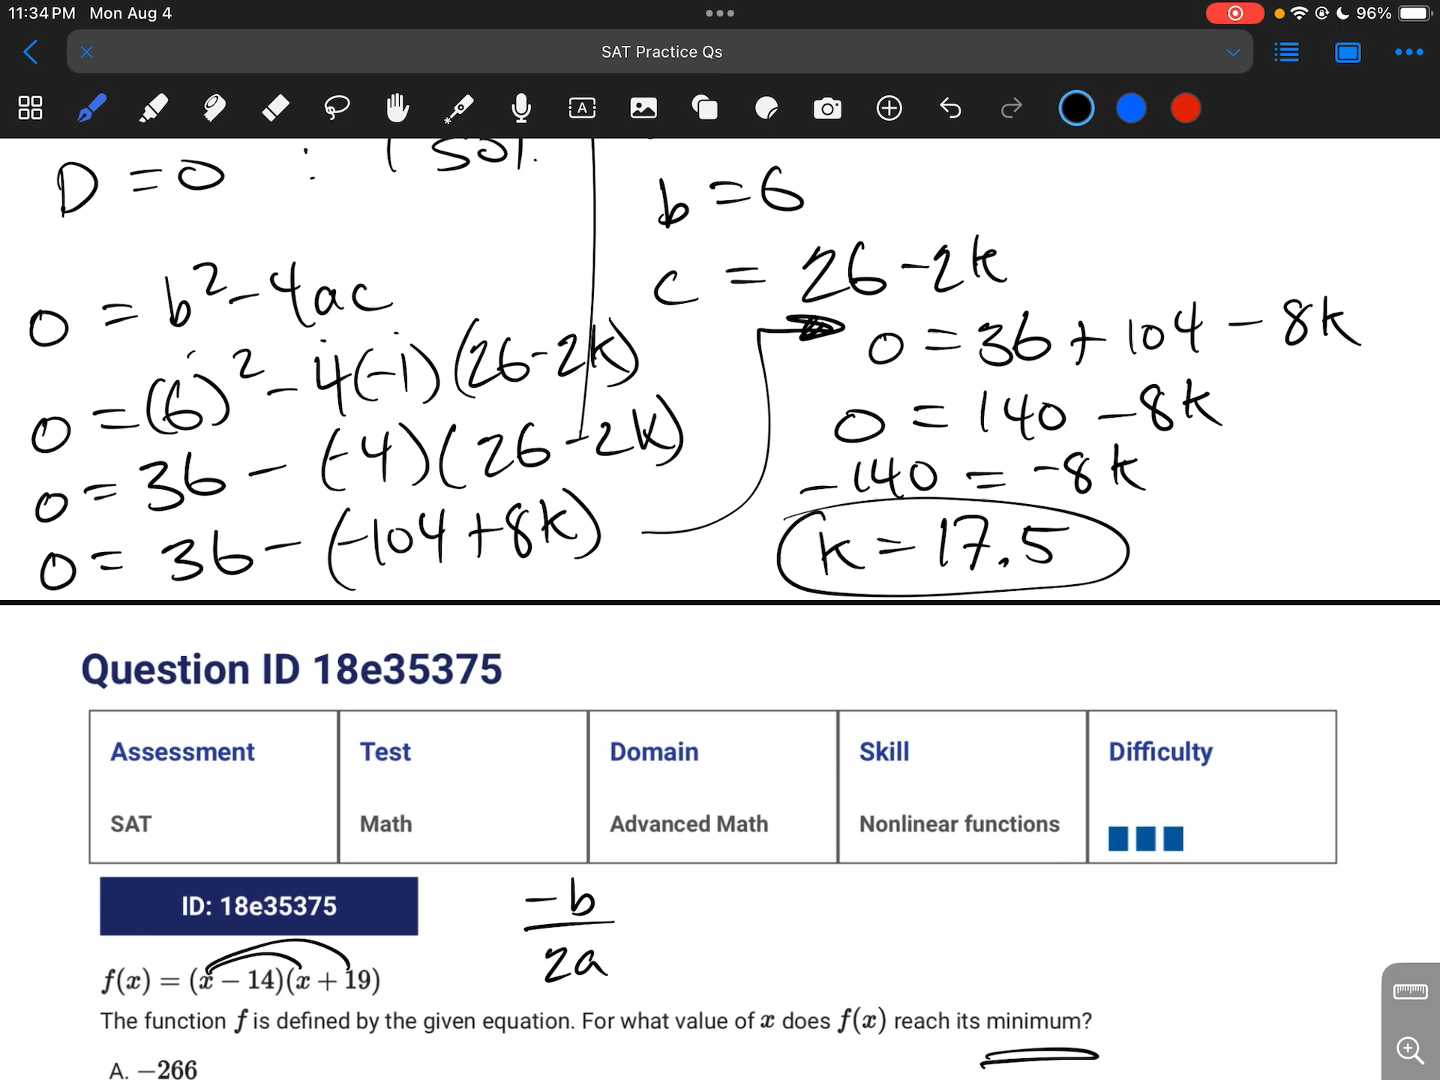 11:34 PM Mon Aug 4
96%
SAT Practice Qs
A
D = 0 : 1 sol.
0 = b² - 4ac
0 = (6)² - 4(-1)(26-2k)
0 = 36 - (-4)(26-2k)
0 = 36 - (-104+8k)
b = 6
c = 26-2k
0 = 36 + 104 - 8k
0 = 140 - 8k
-140 = -8k
k = 17.5
Question ID 18e35375
Assessment Test Domain Skill Difficulty
SAT Math Advanced Math Nonlinear functions
ID: 18e35375
-b
2a
f(x) = (x − 14)(x + 19)
The function f is defined by the given equation. For what value of x does f(x) reach its minimum?
A. −266